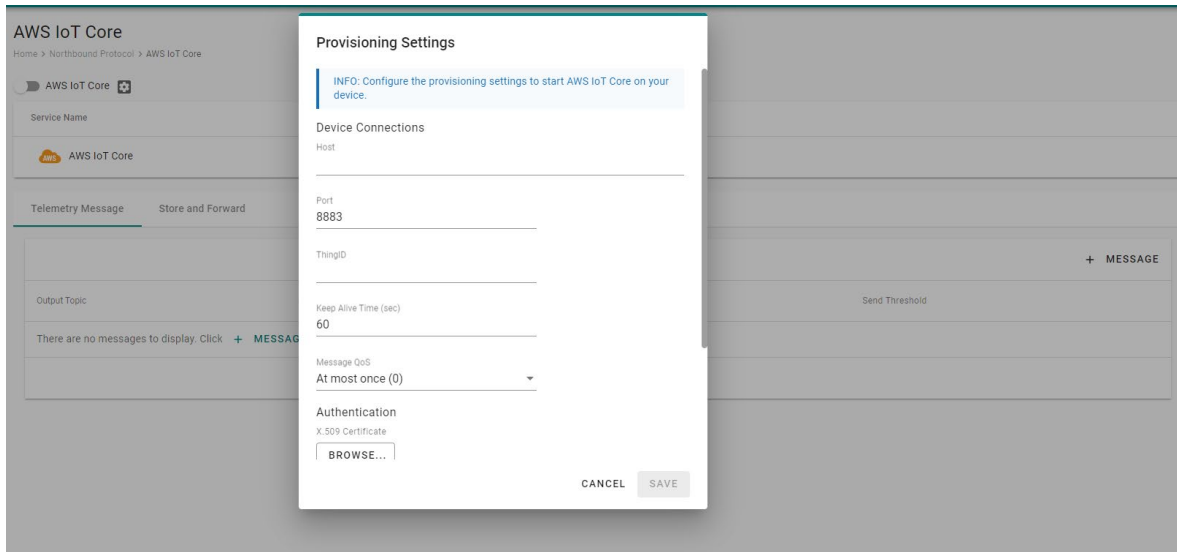 AWS IoT Core
Home > Northbound Protocol > AWS IoT Core
AWS IoT Core
Service Name
aws
AWS IoT Core
Telemetry Message Store and Forward
+ MESSAGE
Output Topic Send Threshold
There are no messages to display. Click + MESSAG
Provisioning Settings
INFO: Configure the provisioning settings to start AWS IoT Core on your
device.
Device Connections
Host
Port
8883
ThingID
Keep Alive Time (sec)
60
Message QoS
At most once (0)
Authentication
X.509 Certificate
BROWSE...
CANCEL SAVE